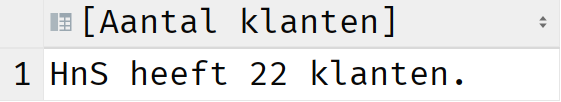 [Aantal klanten]
1 HnS heeft 22 klanten.